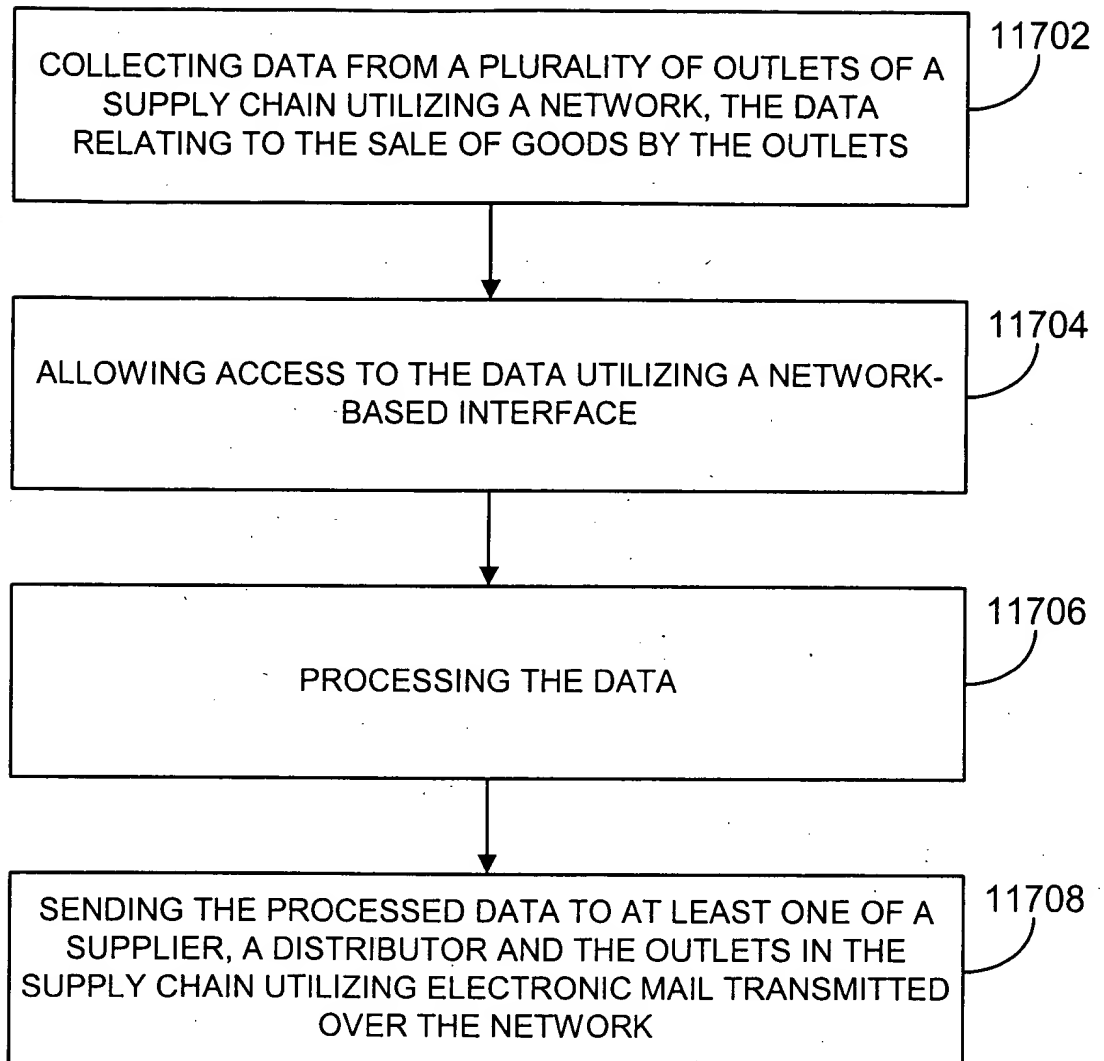 11702
COLLECTING DATA FROM A PLURALITY OF OUTLETS OF A
SUPPLY CHAIN UTILIZING A NETWORK, THE DATA
RELATING TO THE SALE OF GOODS BY THE OUTLETS
11704
ALLOWING ACCESS TO THE DATA UTILIZING A NETWORK-
BASED INTERFACE
11706
PROCESSING THE DATA
11708
SENDING THE PROCESSED DATA TO AT LEAST ONE OF A
SUPPLIER, A DISTRIBUTOR AND THE OUTLETS IN THE
SUPPLY CHAIN UTILIZING ELECTRONIC MAIL TRANSMITTED
OVER THE NETWORK